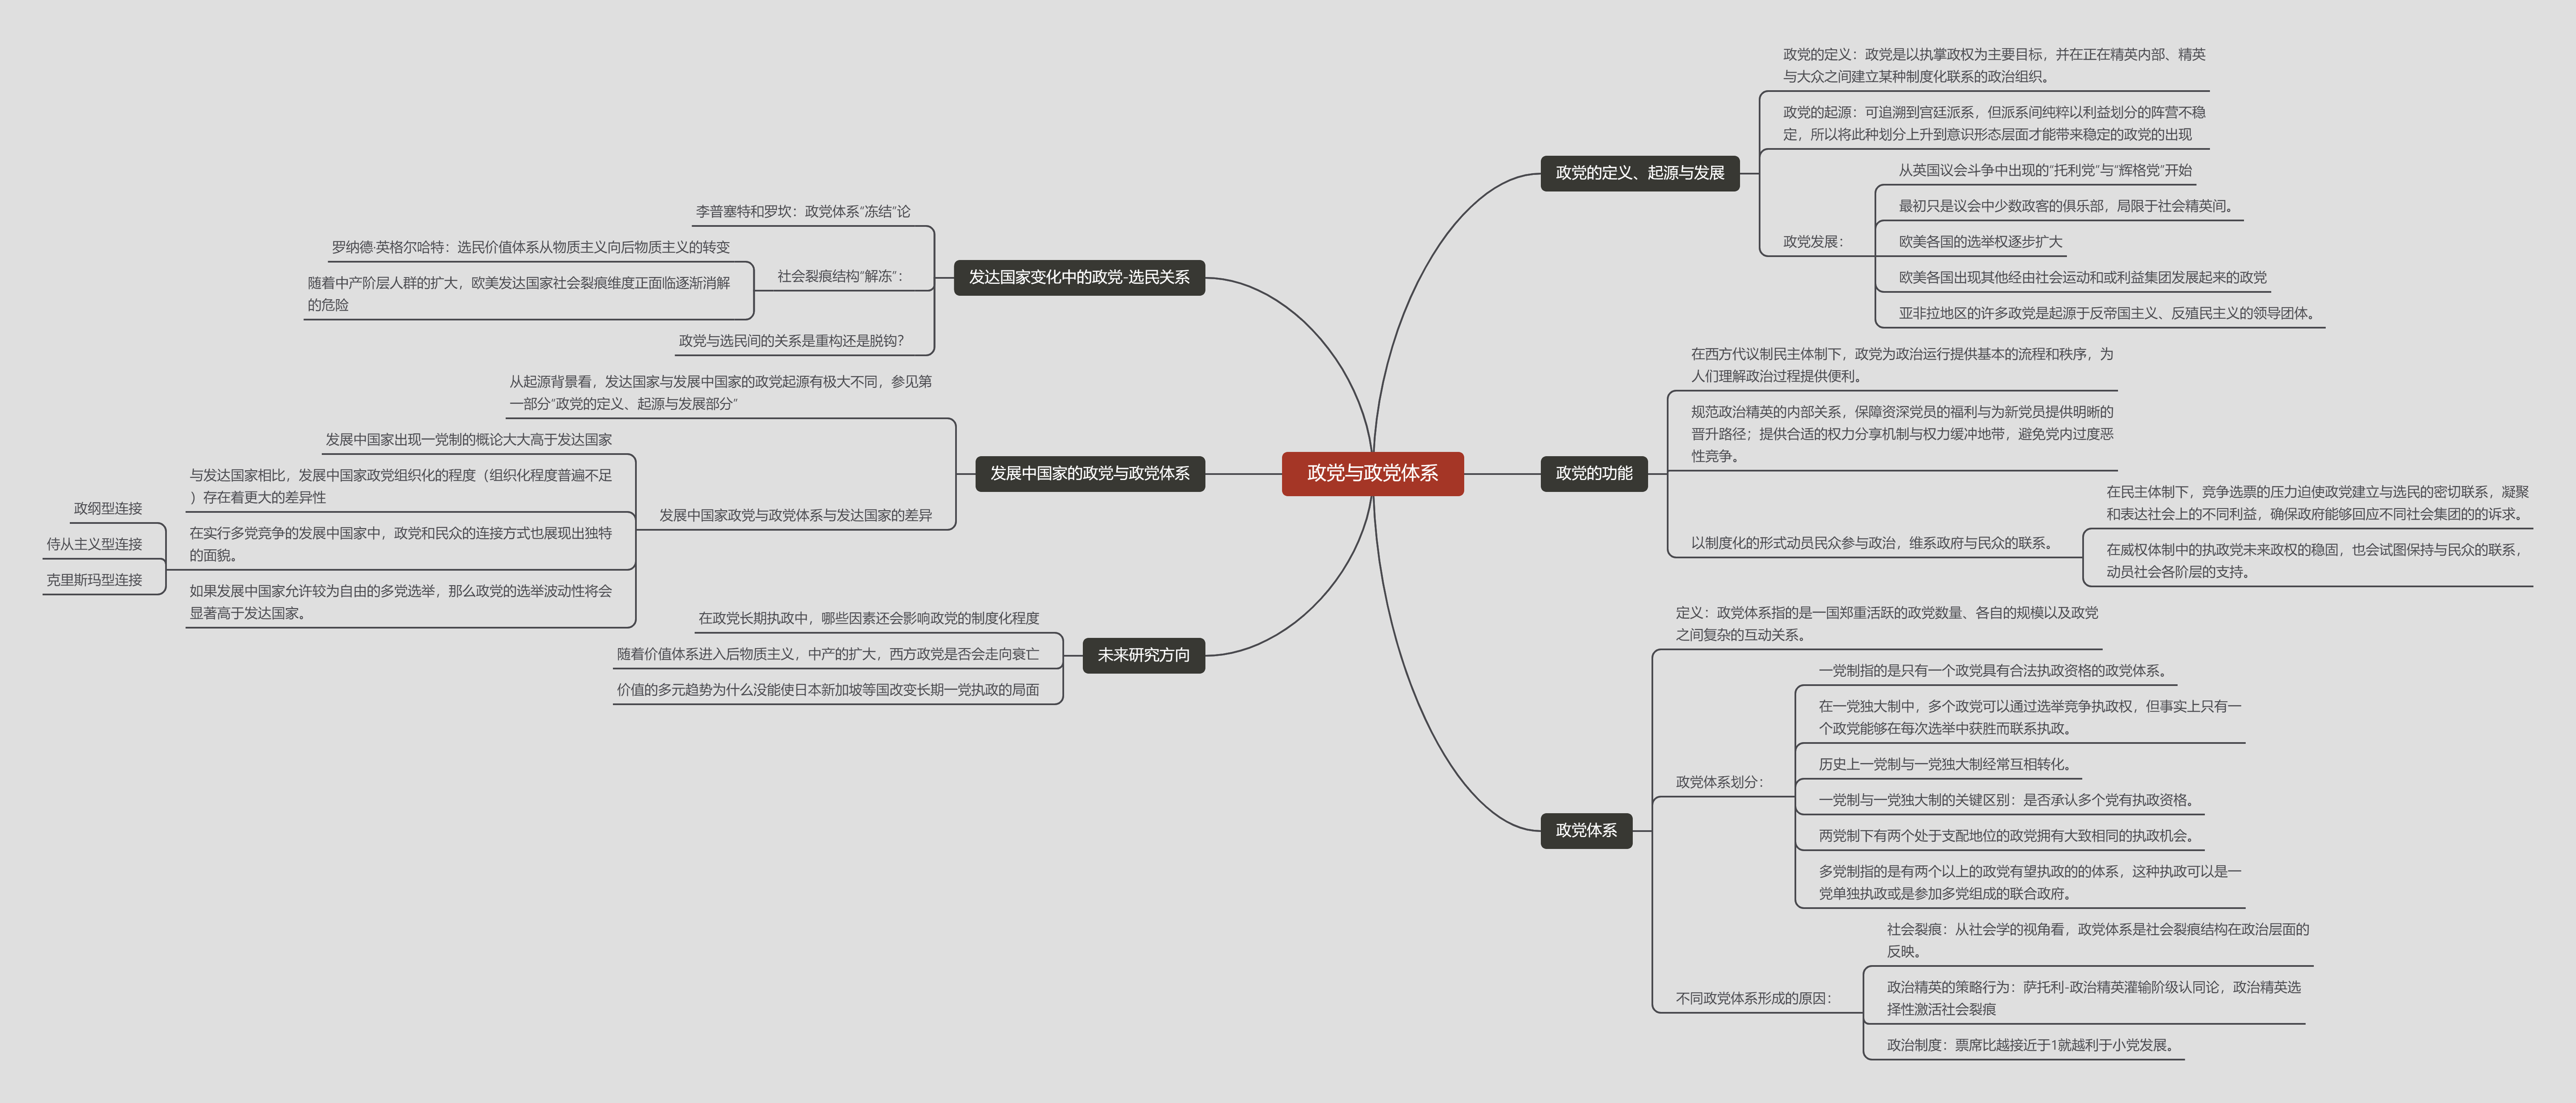 政党与政党体系
政党的定义、起源与发展
政党的定义：政党是以执掌政权为主要目标，并在正在精英内部、精英
与大众之间建立某种制度化联系的政治组织。
政党的起源：可追溯到宫廷派系，但派系间纯粹以利益划分的阵营不稳
定，所以将此种划分上升到意识形态层面才能带来稳定的政党的出现
政党发展：
从英国议会斗争中出现的“托利党”与“辉格党”开始
最初只是议会中少数政客的俱乐部，局限于社会精英间。
欧美各国的选举权逐步扩大
欧美各国出现其他经由社会运动和或利益集团发展起来的政党
亚非拉地区的许多政党是起源于反帝国主义、反殖民主义的领导团体。
政党的功能
在西方代议制民主体制下，政党为政治运行提供基本的流程和秩序，为
人们理解政治过程提供便利。
规范政治精英的内部关系，保障资深党员的福利与为新党员提供明晰的
晋升路径；提供合适的权力分享机制与权力缓冲地带，避免党内过度恶
性竞争。
以制度化的形式动员民众参与政治，维系政府与民众的联系。
在民主体制下，竞争选票的压力迫使政党建立与选民的密切联系，凝聚
和表达社会上的不同利益，确保政府能够回应不同社会集团的的诉求。
在威权体制中的执政党未来政权的稳固，也会试图保持与民众的联系，
动员社会各阶层的支持。
政党体系
定义：政党体系指的是一国郑重活跃的政党数量、各自的规模以及政党
之间复杂的互动关系。
政党体系划分：
一党制指的是只有一个政党具有合法执政资格的政党体系。
在一党独大制中，多个政党可以通过选举竞争执政权，但事实上只有一
个政党能够在每次选举中获胜而联系执政。
历史上一党制与一党独大制经常互相转化。
一党制与一党独大制的关键区别：是否承认多个党有执政资格。
两党制下有两个处于支配地位的政党拥有大致相同的执政机会。
多党制指的是有两个以上的政党有望执政的的体系，这种执政可以是一
党单独执政或是参加多党组成的联合政府。
不同政党体系形成的原因：
社会裂痕：从社会学的视角看，政党体系是社会裂痕结构在政治层面的
反映。
政治精英的策略行为：萨托利-政治精英灌输阶级认同论，政治精英选
择性激活社会裂痕
政治制度：票席比越接近于1就越利于小党发展。
发达国家变化中的政党-选民关系
李普塞特和罗坎：政党体系“冻结”论
社会裂痕结构“解冻”：
罗纳德·英格尔哈特：选民价值体系从物质主义向后物质主义的转变
随着中产阶层人群的扩大，欧美发达国家社会裂痕维度正面临逐渐消解
的危险
政党与选民间的关系是重构还是脱钩？
发展中国家的政党与政党体系
从起源背景看，发达国家与发展中国家的政党起源有极大不同，参见第
一部分“政党的定义、起源与发展部分”
发展中国家政党与政党体系与发达国家的差异
发展中国家出现一党制的概论大大高于发达国家
与发达国家相比，发展中国家政党组织化的程度（组织化程度普遍不足
）存在着更大的差异性
在实行多党竞争的发展中国家中，政党和民众的连接方式也展现出独特
的面貌。
政纲型连接
侍从主义型连接
克里斯玛型连接
如果发展中国家允许较为自由的多党选举，那么政党的选举波动性将会
显著高于发达国家。
未来研究方向
在政党长期执政中，哪些因素还会影响政党的制度化程度
随着价值体系进入后物质主义，中产的扩大，西方政党是否会走向衰亡
价值的多元趋势为什么没能使日本新加坡等国改变长期一党执政的局面